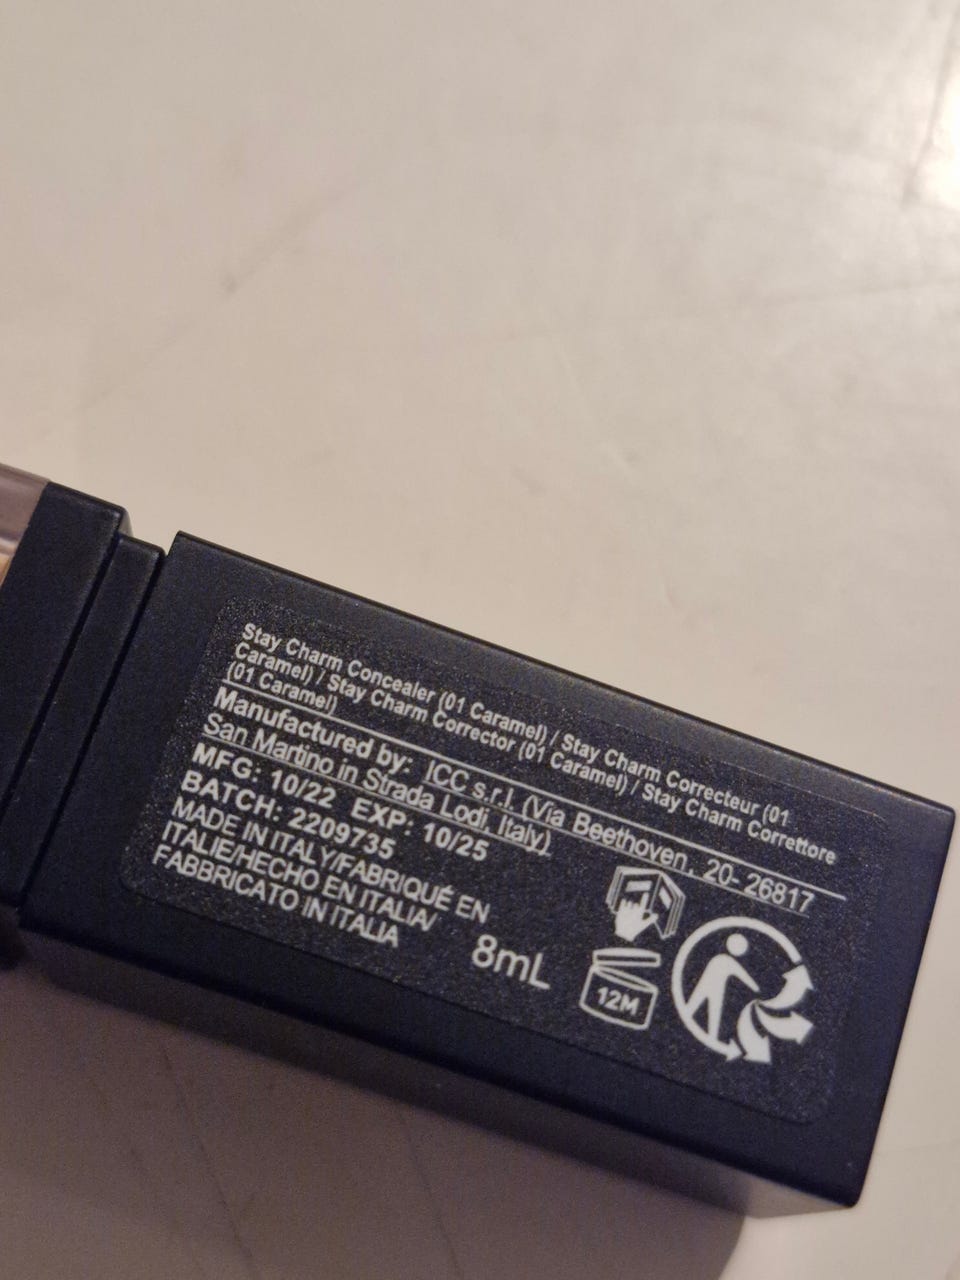 Stay Charm Concealer (01 Caramel) / Stay Charm Correcteur (01
Caramel) / Stay Charm Corrector (01 Caramel) / Stay Charm Correttore
(01 Caramel)
Manufactured by: ICC s.r.l. (Via Beethoven, 20- 26817
San Martino in Strada Lodi, Italy)
MFG: 10/22 EXP: 10/25
BATCH: 2209735
MADE IN ITALY/FABRIQUÉ EN
ITALIE/HECHO EN ITALIA/
FABBRICATO IN ITALIA
8mL
12M